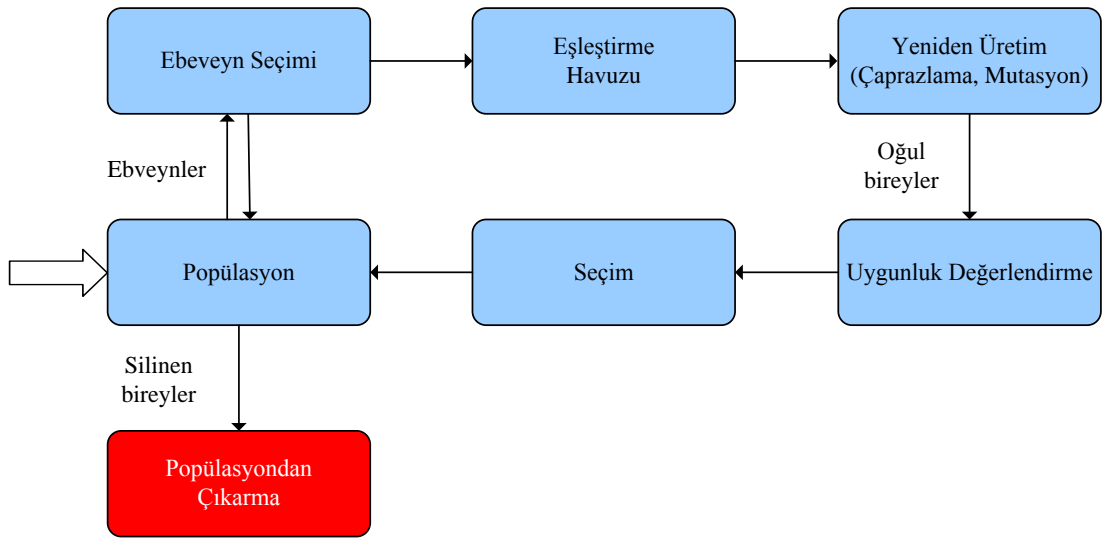 Ebeveyn Seçimi
Eşleştirme
Havuzu
Yeniden Üretim
(Çaprazlama, Mutasyon)
Ebveynler
Oğul
bireyler
Popülasyon
Seçim
Uygunluk Değerlendirme
Silinen
bireyler
Popülasyondan
Çıkarma